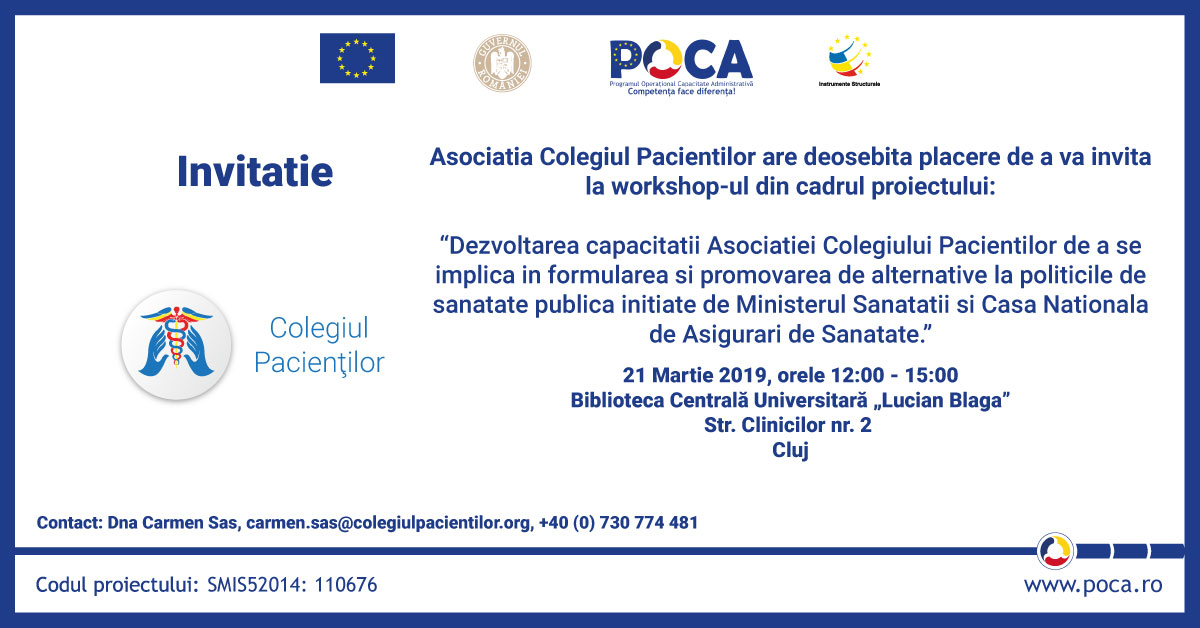 GUVERNUL ROMÂNIEI
POCA
Programul Operațional Capacitate Administrativă
Competența face diferența!
Instrumente Structurale
Invitatie
Asociatia Colegiul Pacientilor are deosebita placere de a va invita
la workshop-ul din cadrul proiectului:
“Dezvoltarea capacitatii Asociatiei Colegiului Pacientilor de a se
implica in formularea si promovarea de alternative la politicile de
sanatate publica initiate de Ministerul Sanatatii si Casa Nationala
de Asigurari de Sanatate.”
Colegiul
Pacienţilor
21 Martie 2019, orele 12:00 - 15:00
Biblioteca Centrală Universitară „Lucian Blaga”
Str. Clinicilor nr. 2
Cluj
Contact: Dna Carmen Sas, carmen.sas@colegiulpacientilor.org, +40 (0) 730 774 481
Codul proiectului: SMIS52014: 110676
www.poca.ro